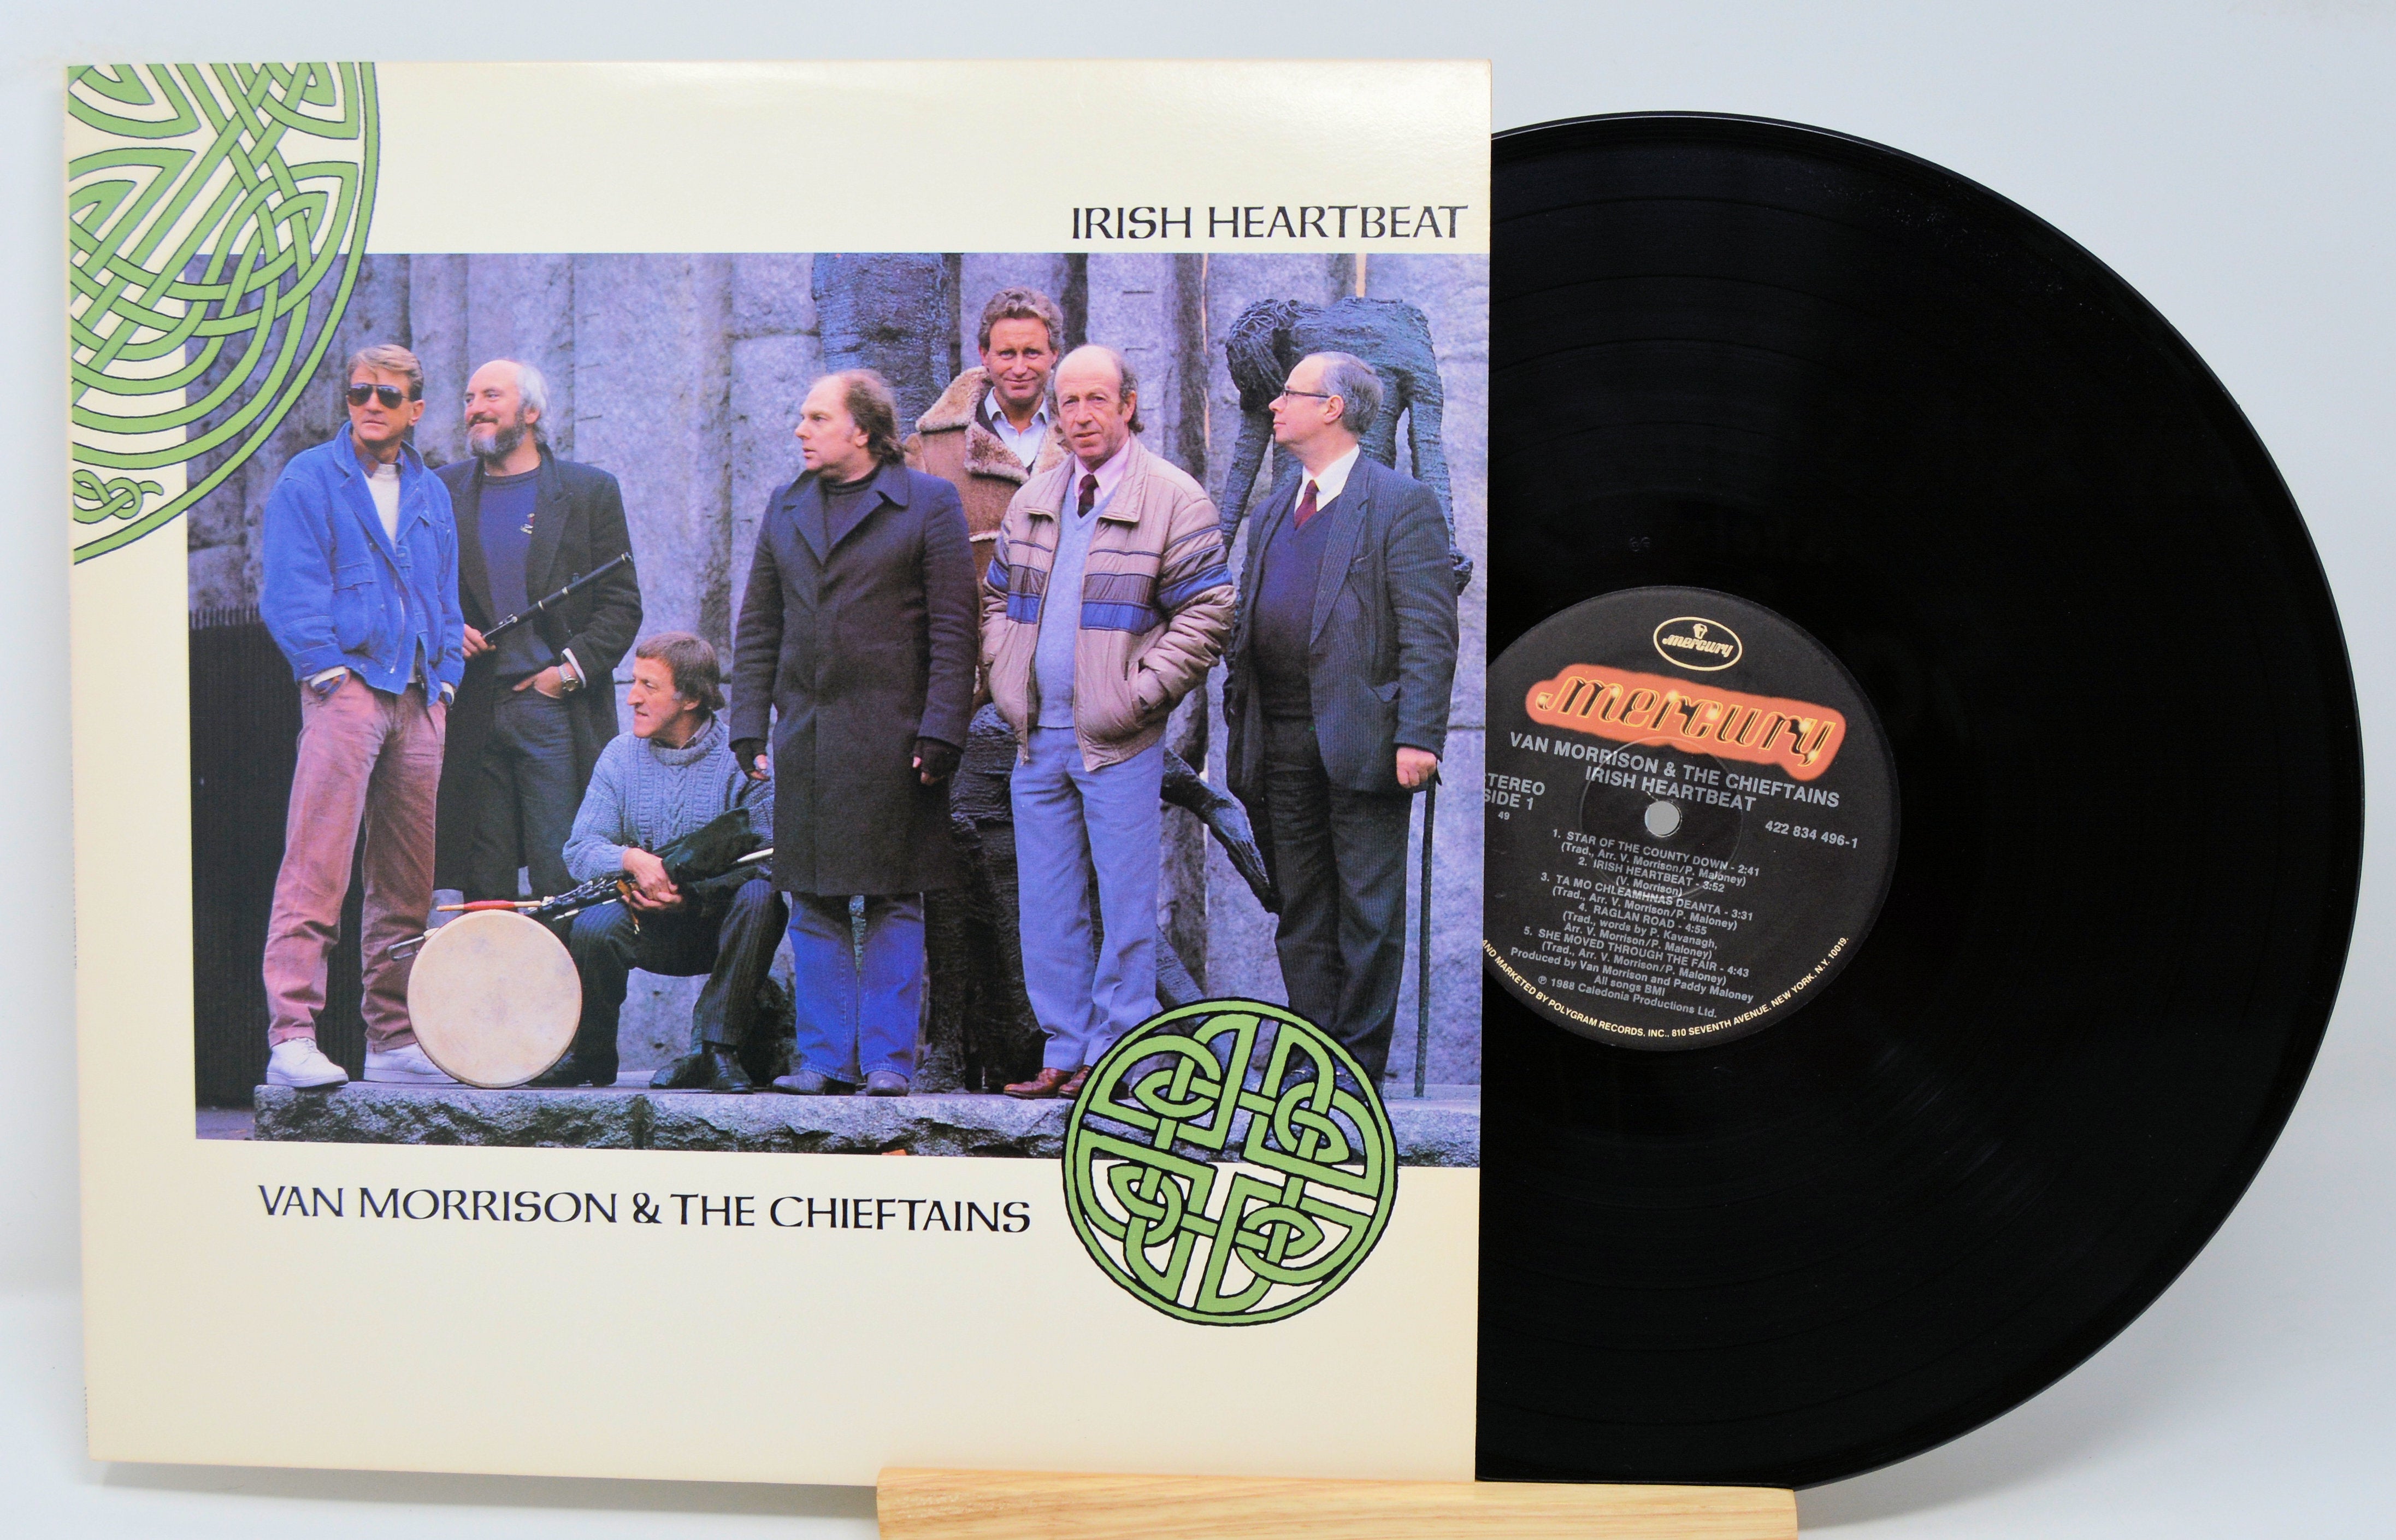 IRISH HEARTBEAT
VAN MORRISON & THE CHIEFTAINS
mercury
mercury
VAN MORRISON & THE CHIEFTAINS
IRISH HEARTBEAT
STEREO
SIDE 1
49
422 834 496-1
1. STAR OF THE COUNTY DOWN - 2:41
(Trad., Arr. V. Morrison/P. Maloney)
2. IRISH HEARTBEAT - 3:52
(V. Morrison)
3. TA MO CHLEAMHNAS DEANTA - 3:31
(Trad., Arr. V. Morrison/P. Maloney)
4. RAGLAN ROAD - 4:55
(Trad., words by P. Kavanagh,
Arr. V. Morrison/P. Maloney)
5. SHE MOVED THROUGH THE FAIR - 4:43
(Trad., Arr. V. Morrison/P. Maloney)
Produced by Van Morrison and Paddy Maloney
All songs BMI
℗ 1988 Caledonia Productions Ltd.
AND MARKETED BY POLYGRAM RECORDS, INC., 810 SEVENTH AVENUE, NEW YORK, N.Y. 10019.